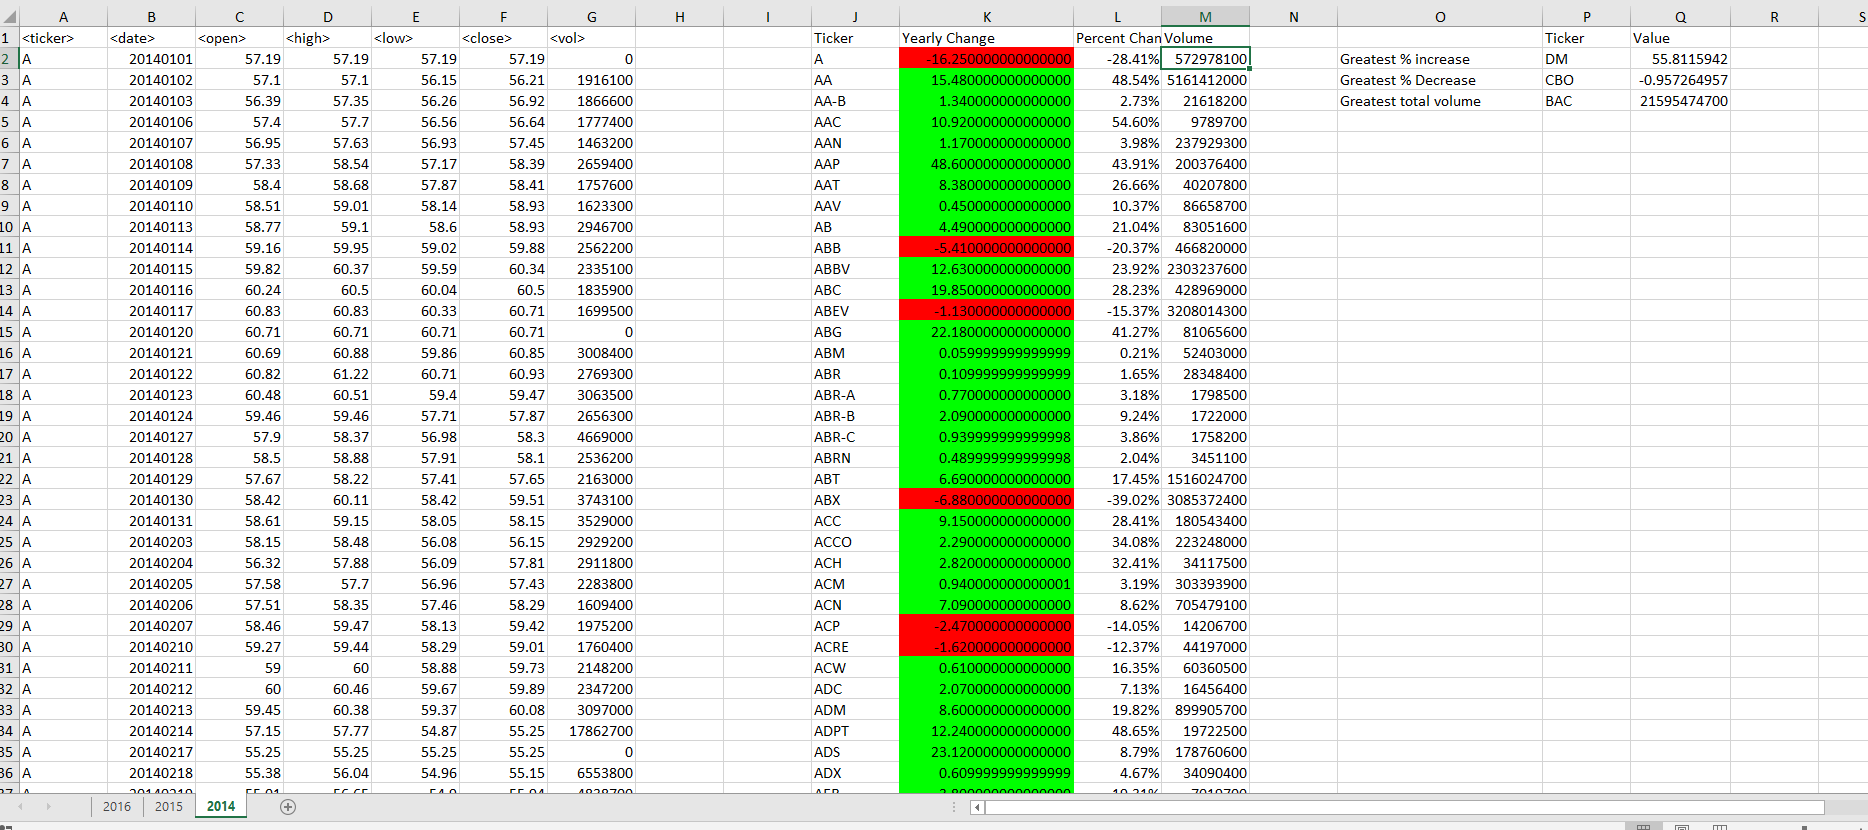 A B C D E F G H I J K L M N O P Q R S
1 <ticker> <date> <open> <high> <low> <close> <vol> Ticker Yearly Change Percent Chan Volume Ticker Value
2 A 20140101 57.19 57.19 57.19 57.19 0 A -16.250000000000000 -28.41% 572978100 Greatest % increase DM 55.8115942
3 A 20140102 57.1 57.1 56.15 56.21 1916100 AA 15.480000000000000 48.54% 5161412000 Greatest % Decrease CBO -0.957264957
4 A 20140103 56.39 57.35 56.26 56.92 1866600 AA-B 1.340000000000000 2.73% 21618200 Greatest total volume BAC 21595474700
5 A 20140106 57.4 57.7 56.56 56.64 1777400 AAC 10.920000000000000 54.60% 9789700
6 A 20140107 56.95 57.63 56.93 57.45 1463200 AAN 1.170000000000000 3.98% 237929300
7 A 20140108 57.33 58.54 57.17 58.39 2659400 AAP 48.600000000000000 43.91% 200376400
8 A 20140109 58.4 58.68 57.87 58.41 1757600 AAT 8.380000000000000 26.66% 40207800
9 A 20140110 58.51 59.01 58.14 58.93 1623300 AAV 0.450000000000000 10.37% 86658700
10 A 20140113 58.77 59.1 58.6 58.93 2946700 AB 4.490000000000000 21.04% 83051600
11 A 20140114 59.16 59.95 59.02 59.88 2562200 ABB -5.410000000000000 -20.37% 466820000
12 A 20140115 59.82 60.37 59.59 60.34 2335100 ABBV 12.630000000000000 23.92% 2303237600
13 A 20140116 60.24 60.5 60.04 60.5 1835900 ABC 19.850000000000000 28.23% 428969000
14 A 20140117 60.83 60.83 60.33 60.71 1699500 ABEV -1.130000000000000 -15.37% 3208014300
15 A 20140120 60.71 60.71 60.71 60.71 0 ABG 22.180000000000000 41.27% 81065600
16 A 20140121 60.69 60.88 59.86 60.85 3008400 ABM 0.059999999999999 0.21% 52403000
17 A 20140122 60.82 61.22 60.71 60.93 2769300 ABR 0.109999999999999 1.65% 28348400
18 A 20140123 60.48 60.51 59.4 59.47 3063500 ABR-A 0.770000000000000 3.18% 1798500
19 A 20140124 59.46 59.46 57.71 57.87 2656300 ABR-B 2.090000000000000 9.24% 1722000
20 A 20140127 57.9 58.37 56.98 58.3 4669000 ABR-C 0.939999999999998 3.86% 1758200
21 A 20140128 58.5 58.88 57.91 58.1 2536200 ABRN 0.489999999999998 2.04% 3451100
22 A 20140129 57.67 58.22 57.41 57.65 2163000 ABT 6.690000000000000 17.45% 1516024700
23 A 20140130 58.42 60.11 58.42 59.51 3743100 ABX -6.880000000000000 -39.02% 3085372400
24 A 20140131 58.61 59.15 58.05 58.15 3529000 ACC 9.150000000000000 28.41% 180543400
25 A 20140203 58.15 58.48 56.08 56.15 2929200 ACCO 2.290000000000000 34.08% 223248000
26 A 20140204 56.32 57.88 56.09 57.81 2911800 ACH 2.820000000000000 32.41% 34117500
27 A 20140205 57.58 57.7 56.96 57.43 2283800 ACM 0.940000000000001 3.19% 303393900
28 A 20140206 57.51 58.35 57.46 58.29 1609400 ACN 7.090000000000000 8.62% 705479100
29 A 20140207 58.46 59.47 58.13 59.42 1975200 ACP -2.470000000000000 -14.05% 14206700
30 A 20140210 59.27 59.44 58.29 59.01 1760400 ACRE -1.620000000000000 -12.37% 44197000
31 A 20140211 59 60 58.88 59.73 2148200 ACW 0.610000000000000 16.35% 60360500
32 A 20140212 60 60.46 59.67 59.89 2347200 ADC 2.070000000000000 7.13% 16456400
33 A 20140213 59.45 60.38 59.37 60.08 3097000 ADM 8.600000000000000 19.82% 899905700
34 A 20140214 57.15 57.77 54.87 55.25 17862700 ADPT 12.240000000000000 48.65% 19722500
35 A 20140217 55.25 55.25 55.25 55.25 0 ADS 23.120000000000000 8.79% 178760600
36 A 20140218 55.38 56.04 54.96 55.15 6553800 ADX 0.609999999999999 4.67% 34090400
2016 2015 2014